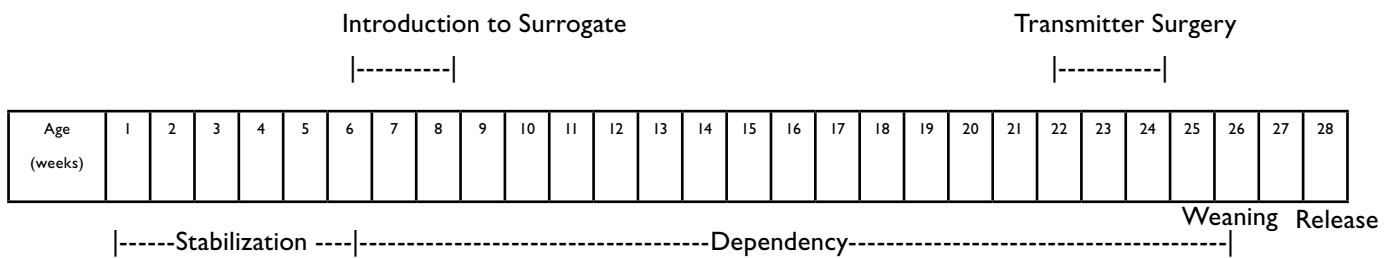 Introduction to Surrogate Transmitter Surgery
|----------| |----------|
Age (weeks) 1 2 3 4 5 6 7 8 9 10 11 12 13 14 15 16 17 18 19 20 21 22 23 24 25 26 27 28
Weaning Release
|------Stabilization ----|------------------------------------Dependency---------------------------------------|